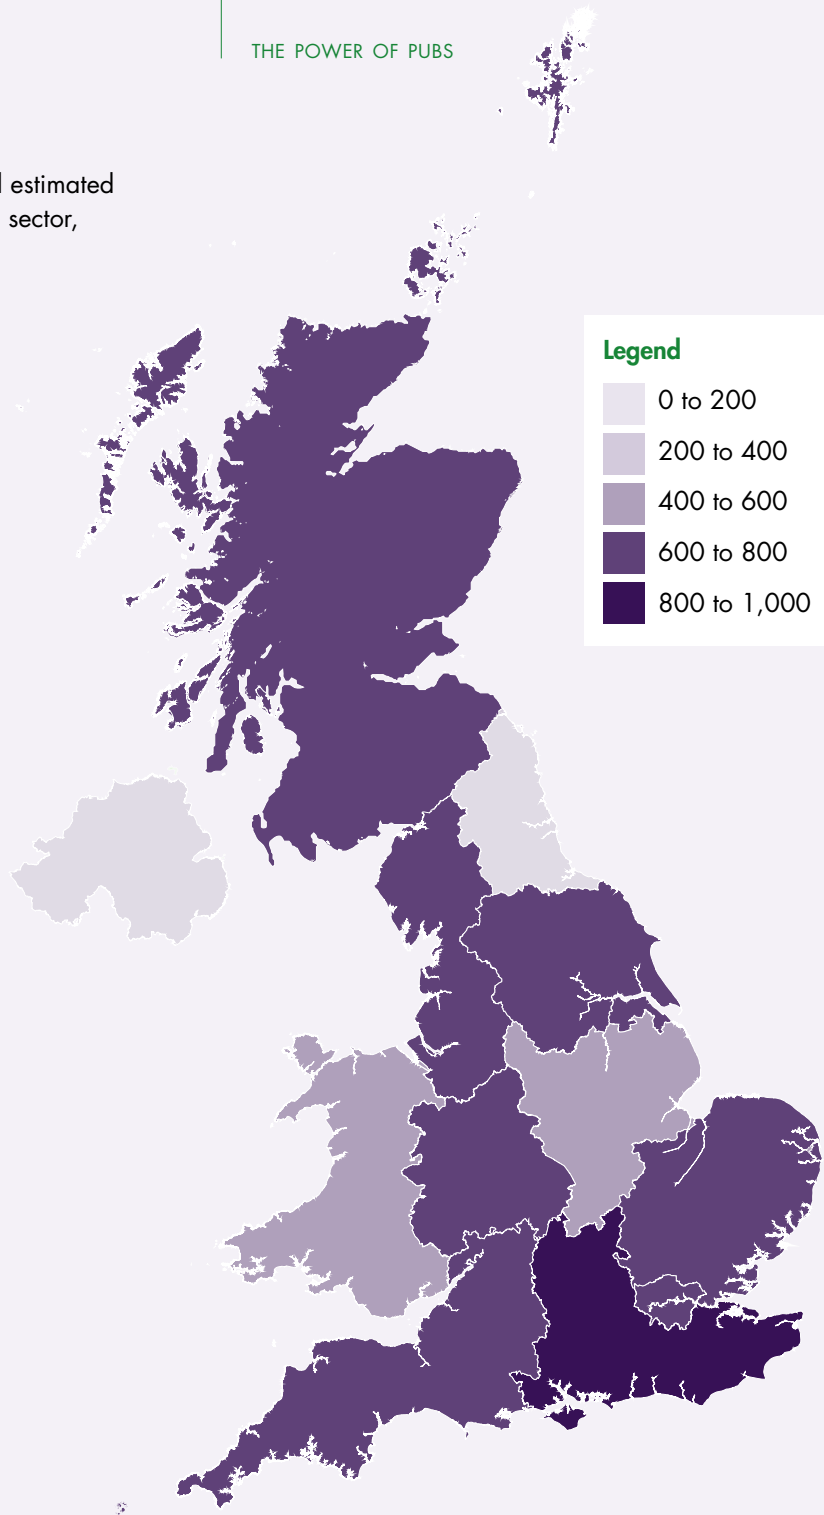 THE POWER OF PUBS
estimated
sector,
Legend
0 to 200
200 to 400
400 to 600
600 to 800
800 to 1,000